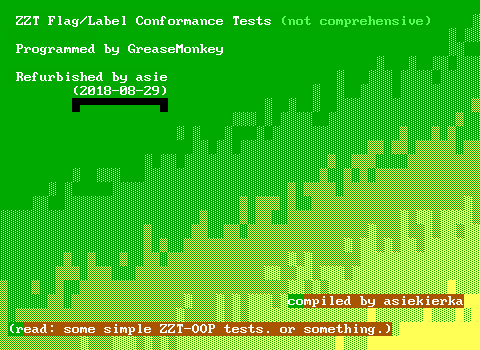 ZZT Flag/Label Conformance Tests (not comprehensive)
Programmed by GreaseMonkey
Refurbished by asie
(2018-08-29)
compiled by asiekierka
(read: some simple ZZT-OOP tests. or something.)